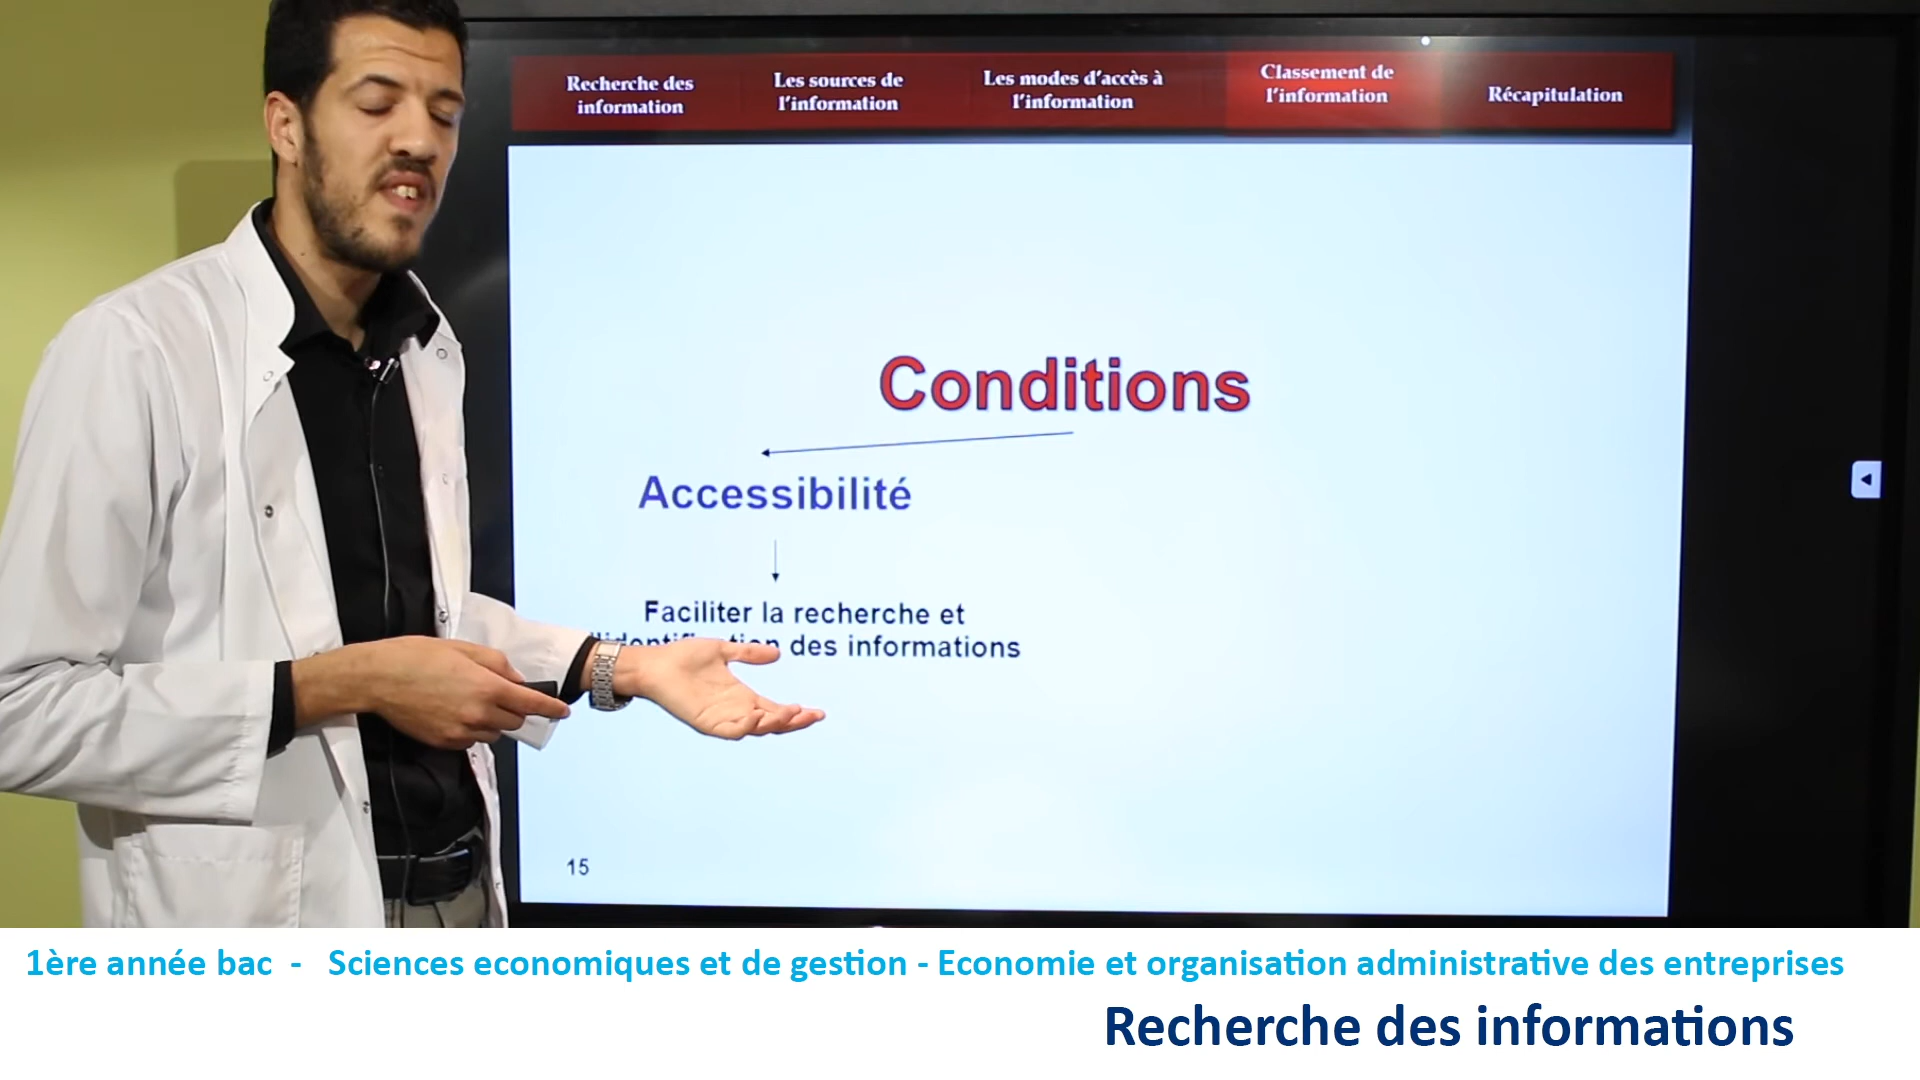 Recherche des
information
Les sources de
l'information
Les modes d'accès à
l'information
Classement de
l'information
Récapitulation
Conditions
Accessibilité
Faciliter la recherche et
des informations
15
1ère année bac - Sciences economiques et de gestion - Economie et organisation administrative des entreprises
Recherche des informations